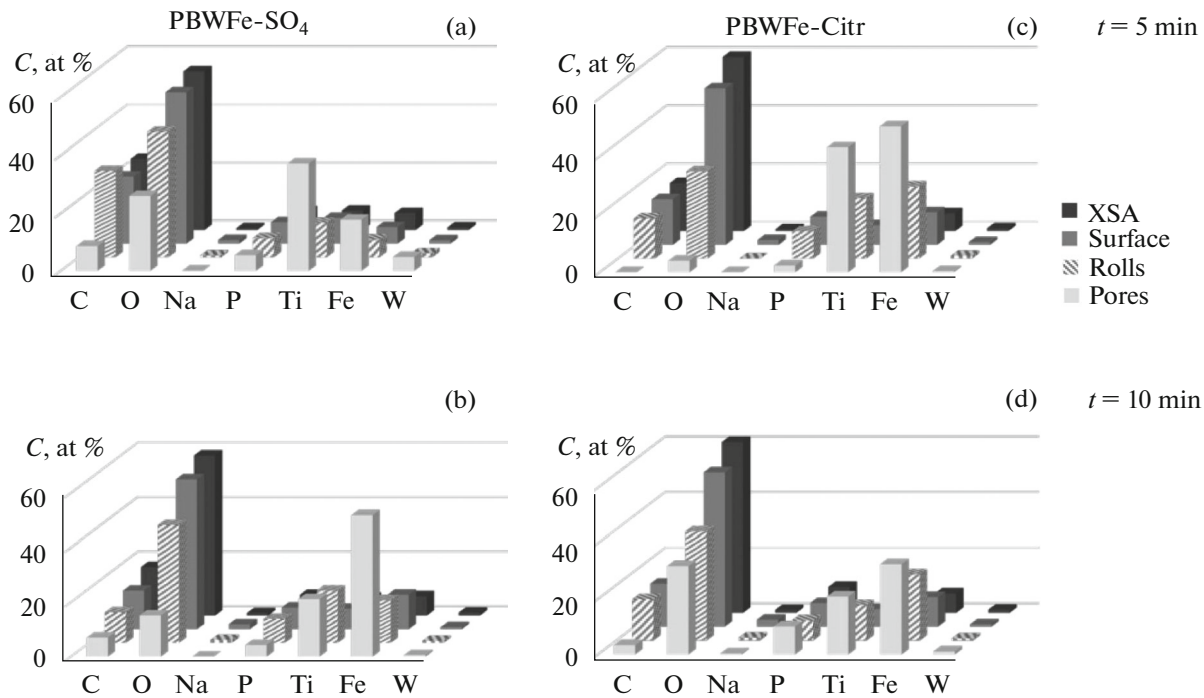 PBWFe-SO₄
(a)
C, at %
60
40
20
0
C O Na P Ti Fe W
PBWFe-Citr
(c)
t = 5 min
C, at %
60
40
20
0
C O Na P Ti Fe W
XSA
Surface
Rolls
Pores
(b)
C, at %
60
40
20
0
C O Na P Ti Fe W
(d)
t = 10 min
C, at %
60
40
20
0
C O Na P Ti Fe W